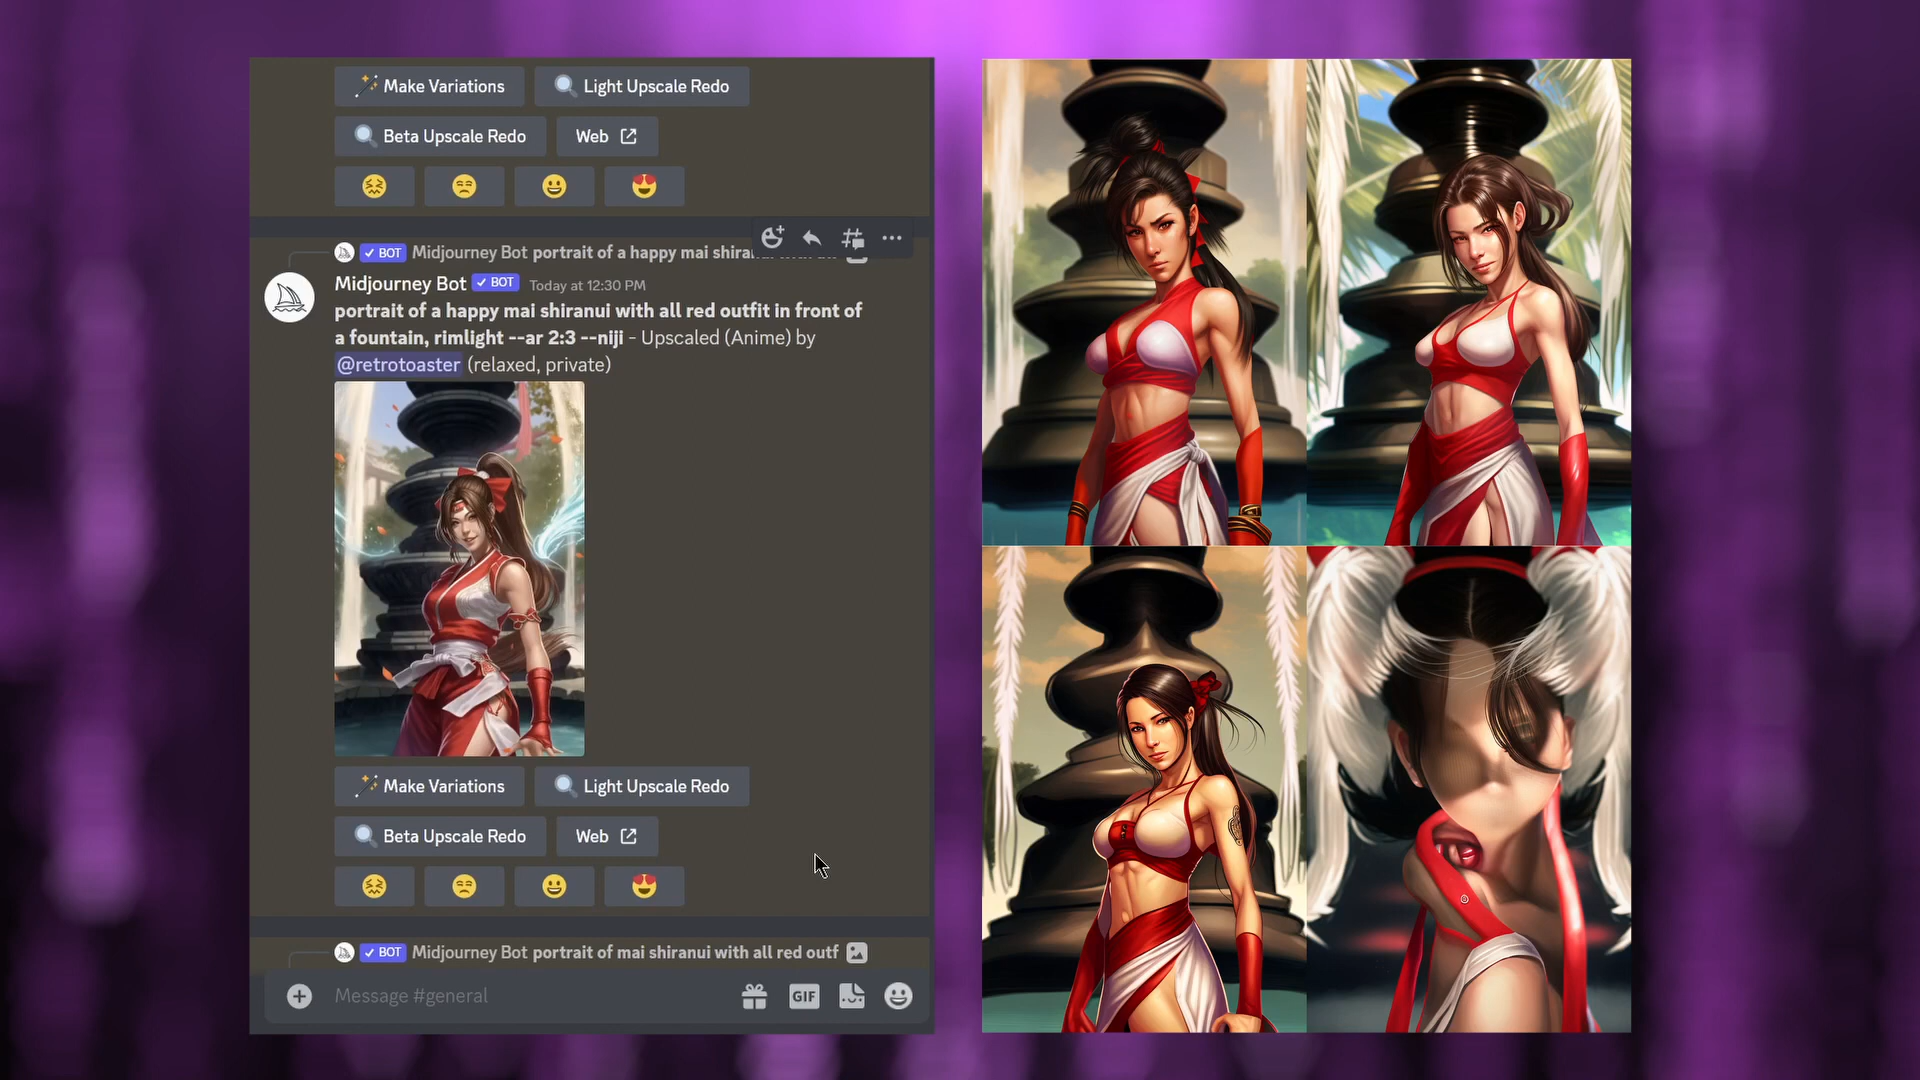 Make Variations
Light Upscale Redo
Beta Upscale Redo
Web
BOT Midjourney Bot portrait of a happy mai shira
Midjourney Bot BOT Today at 12:30 PM
portrait of a happy mai shiranui with all red outfit in front of
a fountain, rimlight --ar 2:3 --niji - Upscaled (Anime) by
@retrotoaster (relaxed, private)
Make Variations
Light Upscale Redo
Beta Upscale Redo
Web
BOT Midjourney Bot portrait of mai shiranui with all red outf
Message #general
GIF